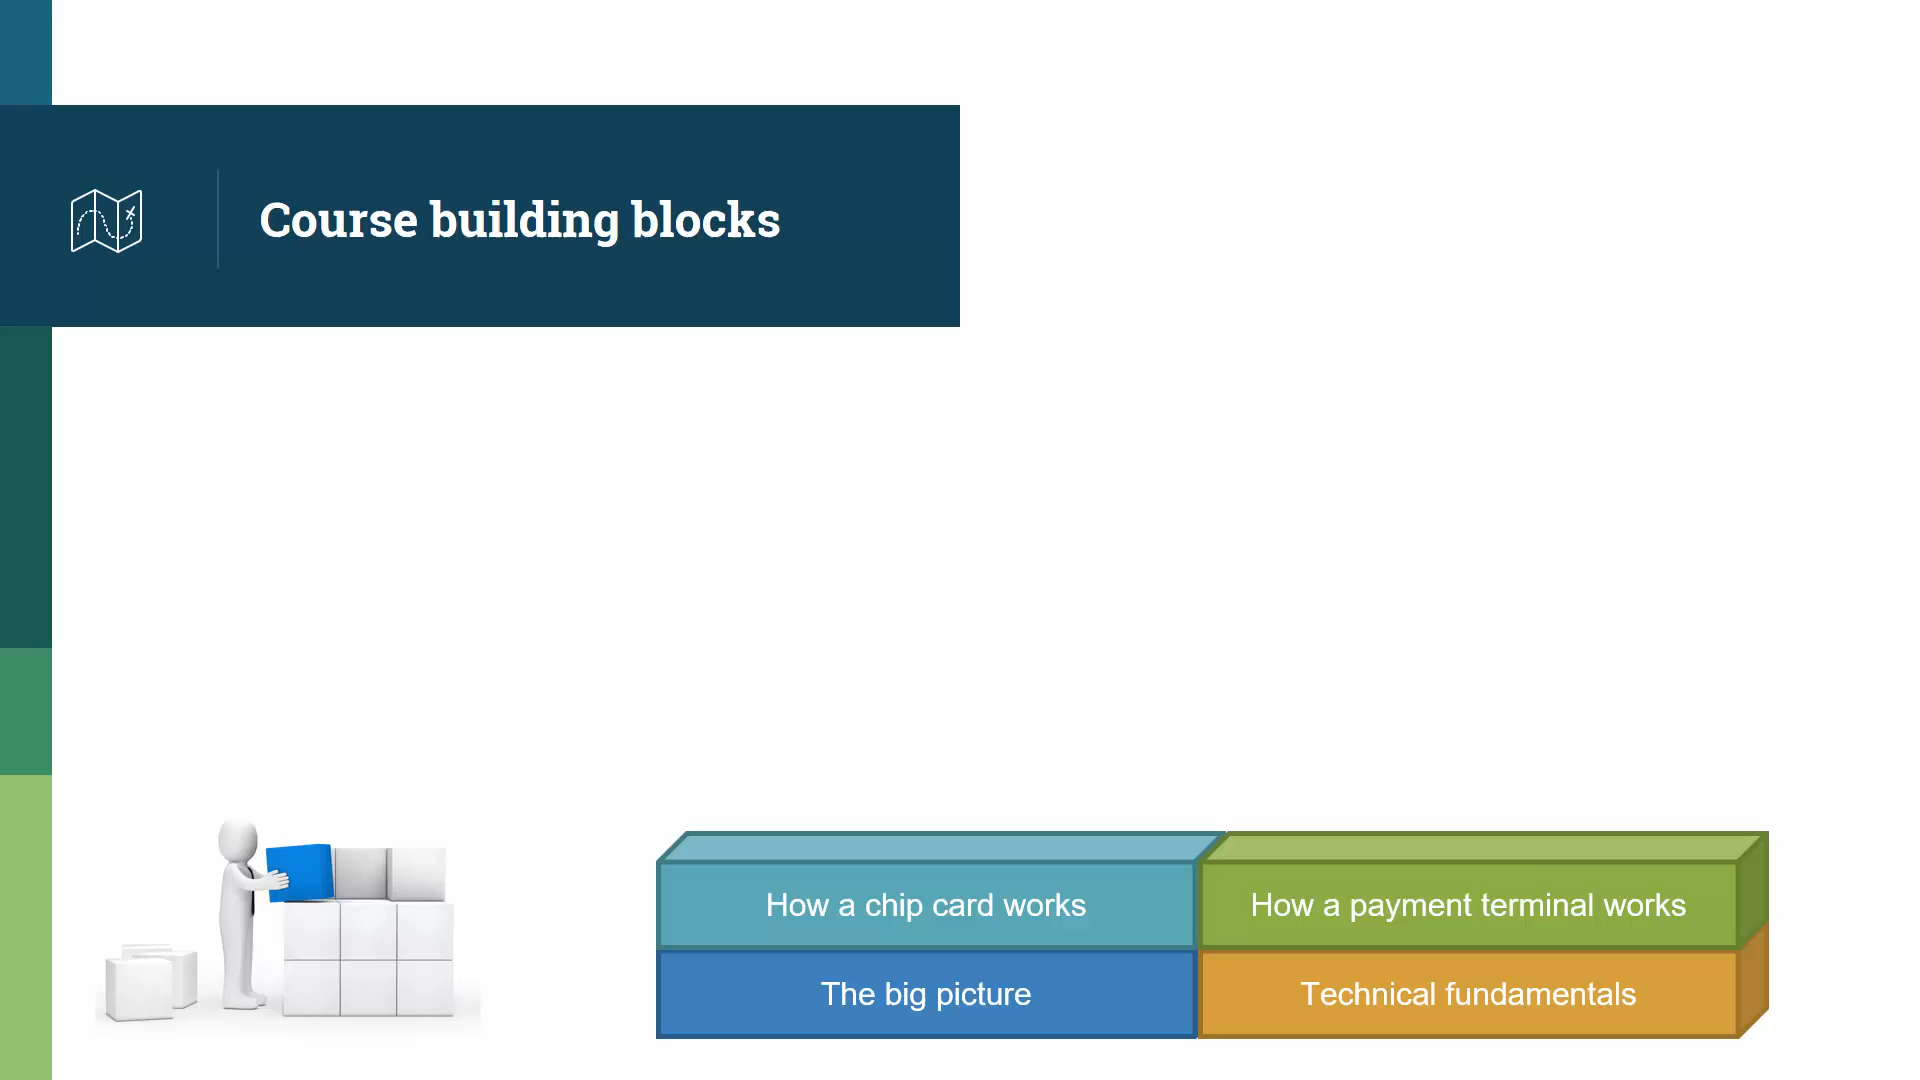 Course building blocks
How a chip card works
How a payment terminal works
The big picture
Technical fundamentals